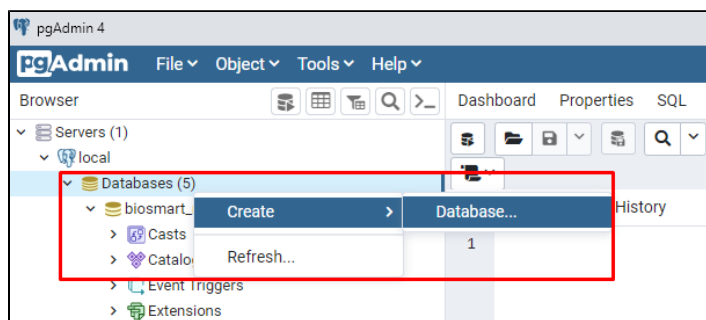 pgAdmin 4
pgAdmin File Object Tools Help
Browser
Dashboard Properties SQL
Servers (1)
local
Databases (5)
biosmart_
Create
Database...
History
Casts
1
Catalo
Refresh...
Event Triggers
Extensions